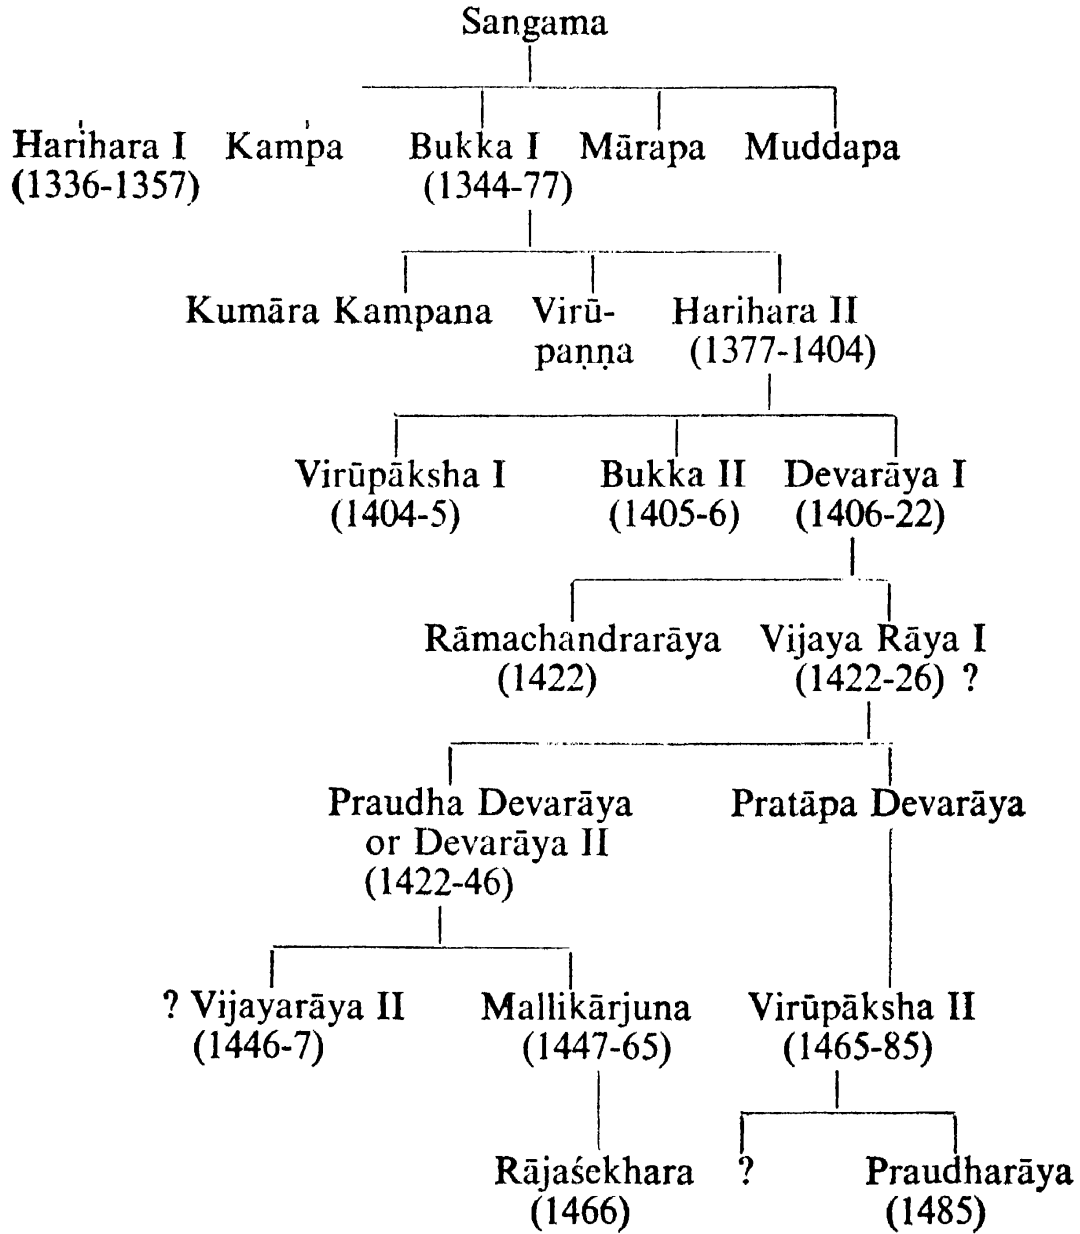 Sangama
Harihara I Kampa Bukka I Mārapa Muddapa
(1336-1357) (1344-77)
Kumāra Kampana Virū- Harihara II
paṇṇa (1377-1404)
Virūpāksha I Bukka II Devarāya I
(1404-5) (1405-6) (1406-22)
Rāmachandrarāya Vijaya Rāya I
(1422) (1422-26) ?
Praudha Devarāya Pratāpa Devarāya
or Devarāya II
(1422-46)
? Vijayarāya II Mallikārjuna Virūpāksha II
(1446-7) (1447-65) (1465-85)
Rājaśekhara ? Praudharāya
(1466) (1485)